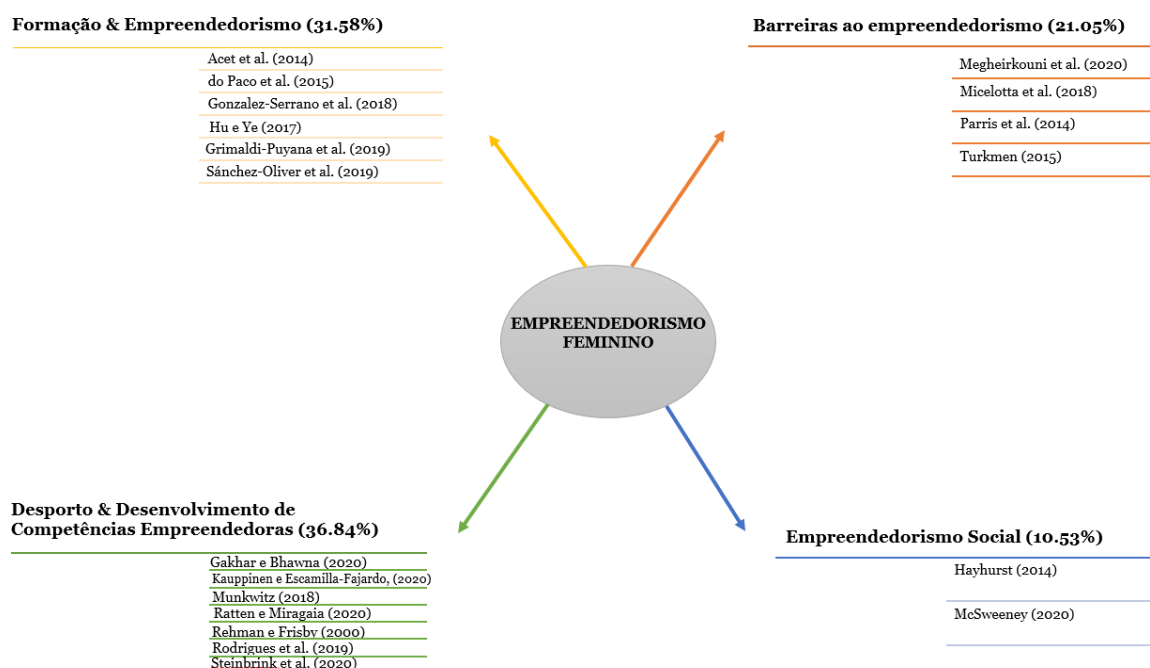 Formação & Empreendedorismo (31.58%)
Acet et al. (2014)
do Paco et al. (2015)
Gonzalez-Serrano et al. (2018)
Hu e Ye (2017)
Grimaldi-Puyana et al. (2019)
Sánchez-Oliver et al. (2019)
Barreiras ao empreendedorismo (21.05%)
Megheirkouni et al. (2020)
Micelotta et al. (2018)
Parris et al. (2014)
Turkmen (2015)
EMPREENDEDORISMO
FEMININO
Desporto & Desenvolvimento de
Competências Empreendedoras (36.84%)
Gakhar e Bhawna (2020)
Kauppinen e Escamilla-Fajardo, (2020)
Munkwitz (2018)
Ratten e Miragaia (2020)
Rehman e Frisby (2000)
Rodrigues et al. (2019)
Steinbrink et al. (2020)
Empreendedorismo Social (10.53%)
Hayhurst (2014)
McSweeney (2020)